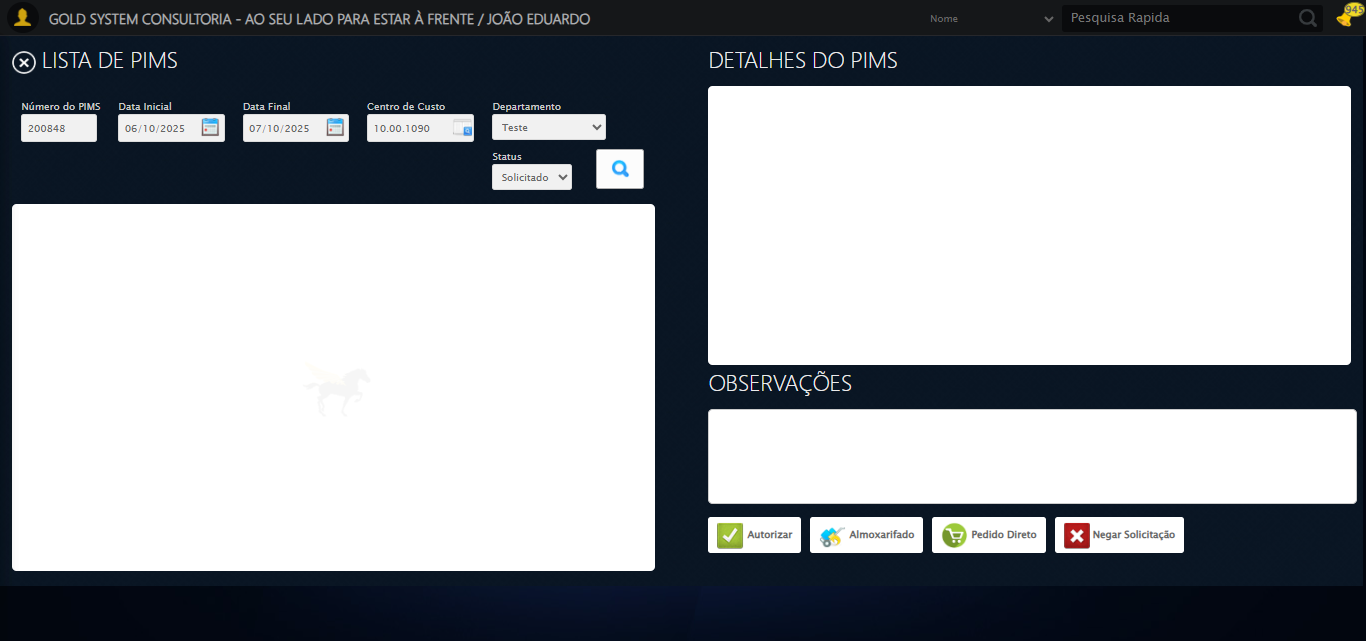 GOLD SYSTEM CONSULTORIA - AO SEU LADO PARA ESTAR À FRENTE / JOÃO EDUARDO
Nome
Pesquisa Rapida
945
LISTA DE PIMS
Número do PIMS
Data Inicial
Data Final
Centro de Custo
Departamento
200848
06/10/2025
07/10/2025
10.00.1090
Teste
Status
Solicitado
DETALHES DO PIMS
OBSERVAÇÕES
Autorizar
Almoxarifado
Pedido Direto
Negar Solicitação